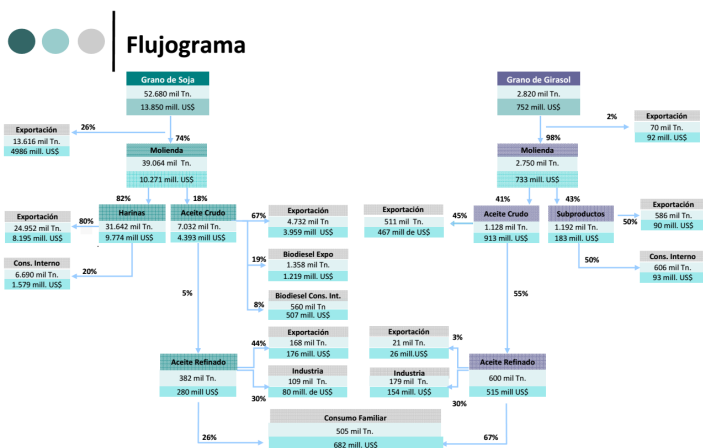 Flujograma
Grano de Soja
52.680 mil Tn.
13.850 mill. US$
26%
74%
Exportación
13.616 mil Tn.
4986 mill. US$
Molienda
39.064 mil Tn.
10.271 mill. US$
82%
18%
Exportación
24.952 mil Tn.
8.195 mill. US$
80%
Harinas
31.642 mil Tn.
9.774 mill US$
Aceite Crudo
7.032 mil Tn.
4.393 mill. US$
67%
Exportación
4.732 mil Tn.
3.959 mill. US$
Cons. Interno
6.690 mil Tn.
1.579 mill. US$
20%
19%
Biodiesel Expo
1.358 mil Tn.
1.219 mill. US$
8%
Biodiesel Cons. Int.
560 mil Tn
507 mill. US$
5%
44%
Exportación
168 mil Tn.
176 mill. US$
Aceite Refinado
382 mil Tn.
280 mill US$
30%
Industria
109 mil Tn.
80 mill. de US$
26%
Grano de Girasol
2.820 mil Tn.
752 mill. US$
2%
98%
Exportación
70 mil Tn.
92 mill. US$
Molienda
2.750 mil Tn.
733 mill. US$
41%
43%
Exportación
511 mil Tn.
467 mill de US$
45%
Aceite Crudo
1.128 mil Tn.
913 mill. US$
Subproductos
1.192 mil Tn.
183 mill. US$
50%
Exportación
586 mil Tn.
90 mill. US$
50%
Cons. Interno
606 mil Tn.
93 mill. US$
55%
Exportación
21 mil Tn.
26 mill.US$
3%
Industria
179 mil Tn.
154 mill. US$
30%
Aceite Refinado
600 mil Tn.
515 mill US$
67%
Consumo Familiar
505 mil Tn.
682 mill. US$